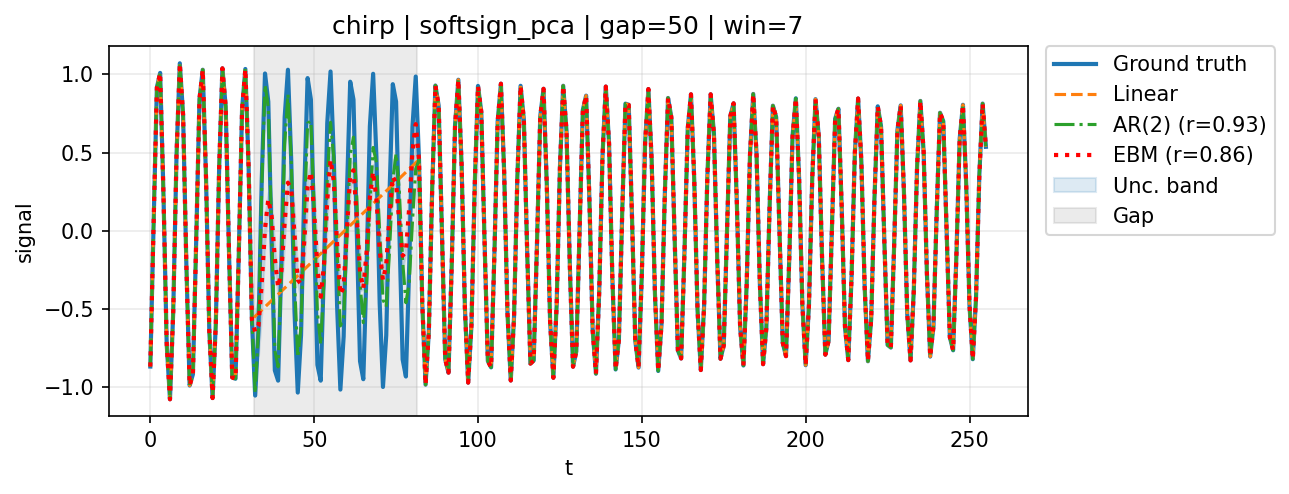 chirp | softsign_pca | gap=50 | win=7
1.0
0.5
0.0
−0.5
−1.0
signal
0
50
100
150
200
250
t
Ground truth
Linear
AR(2) (r=0.93)
EBM (r=0.86)
Unc. band
Gap